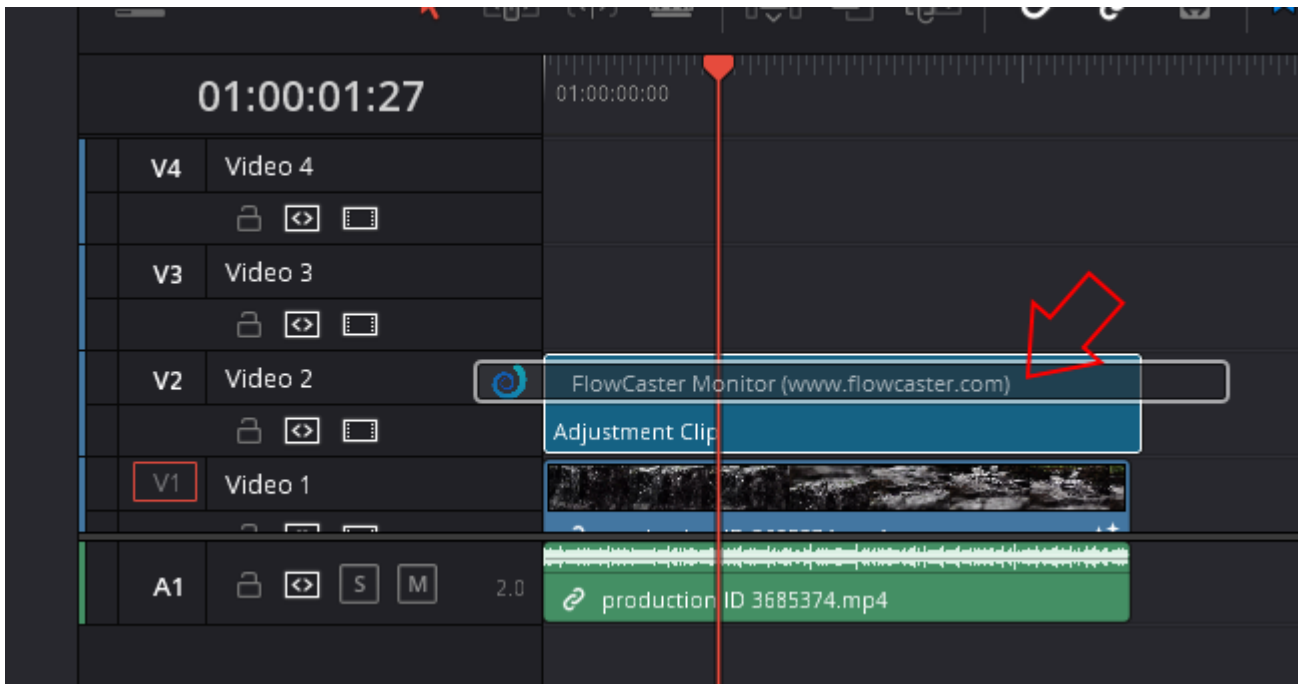 01:00:01:27
01:00:00:00
V4 Video 4
V3 Video 3
V2 Video 2
FlowCaster Monitor (www.flowcaster.com)
Adjustment Clip
V1 Video 1
A1 S M 2.0
production ID 3685374.mp4